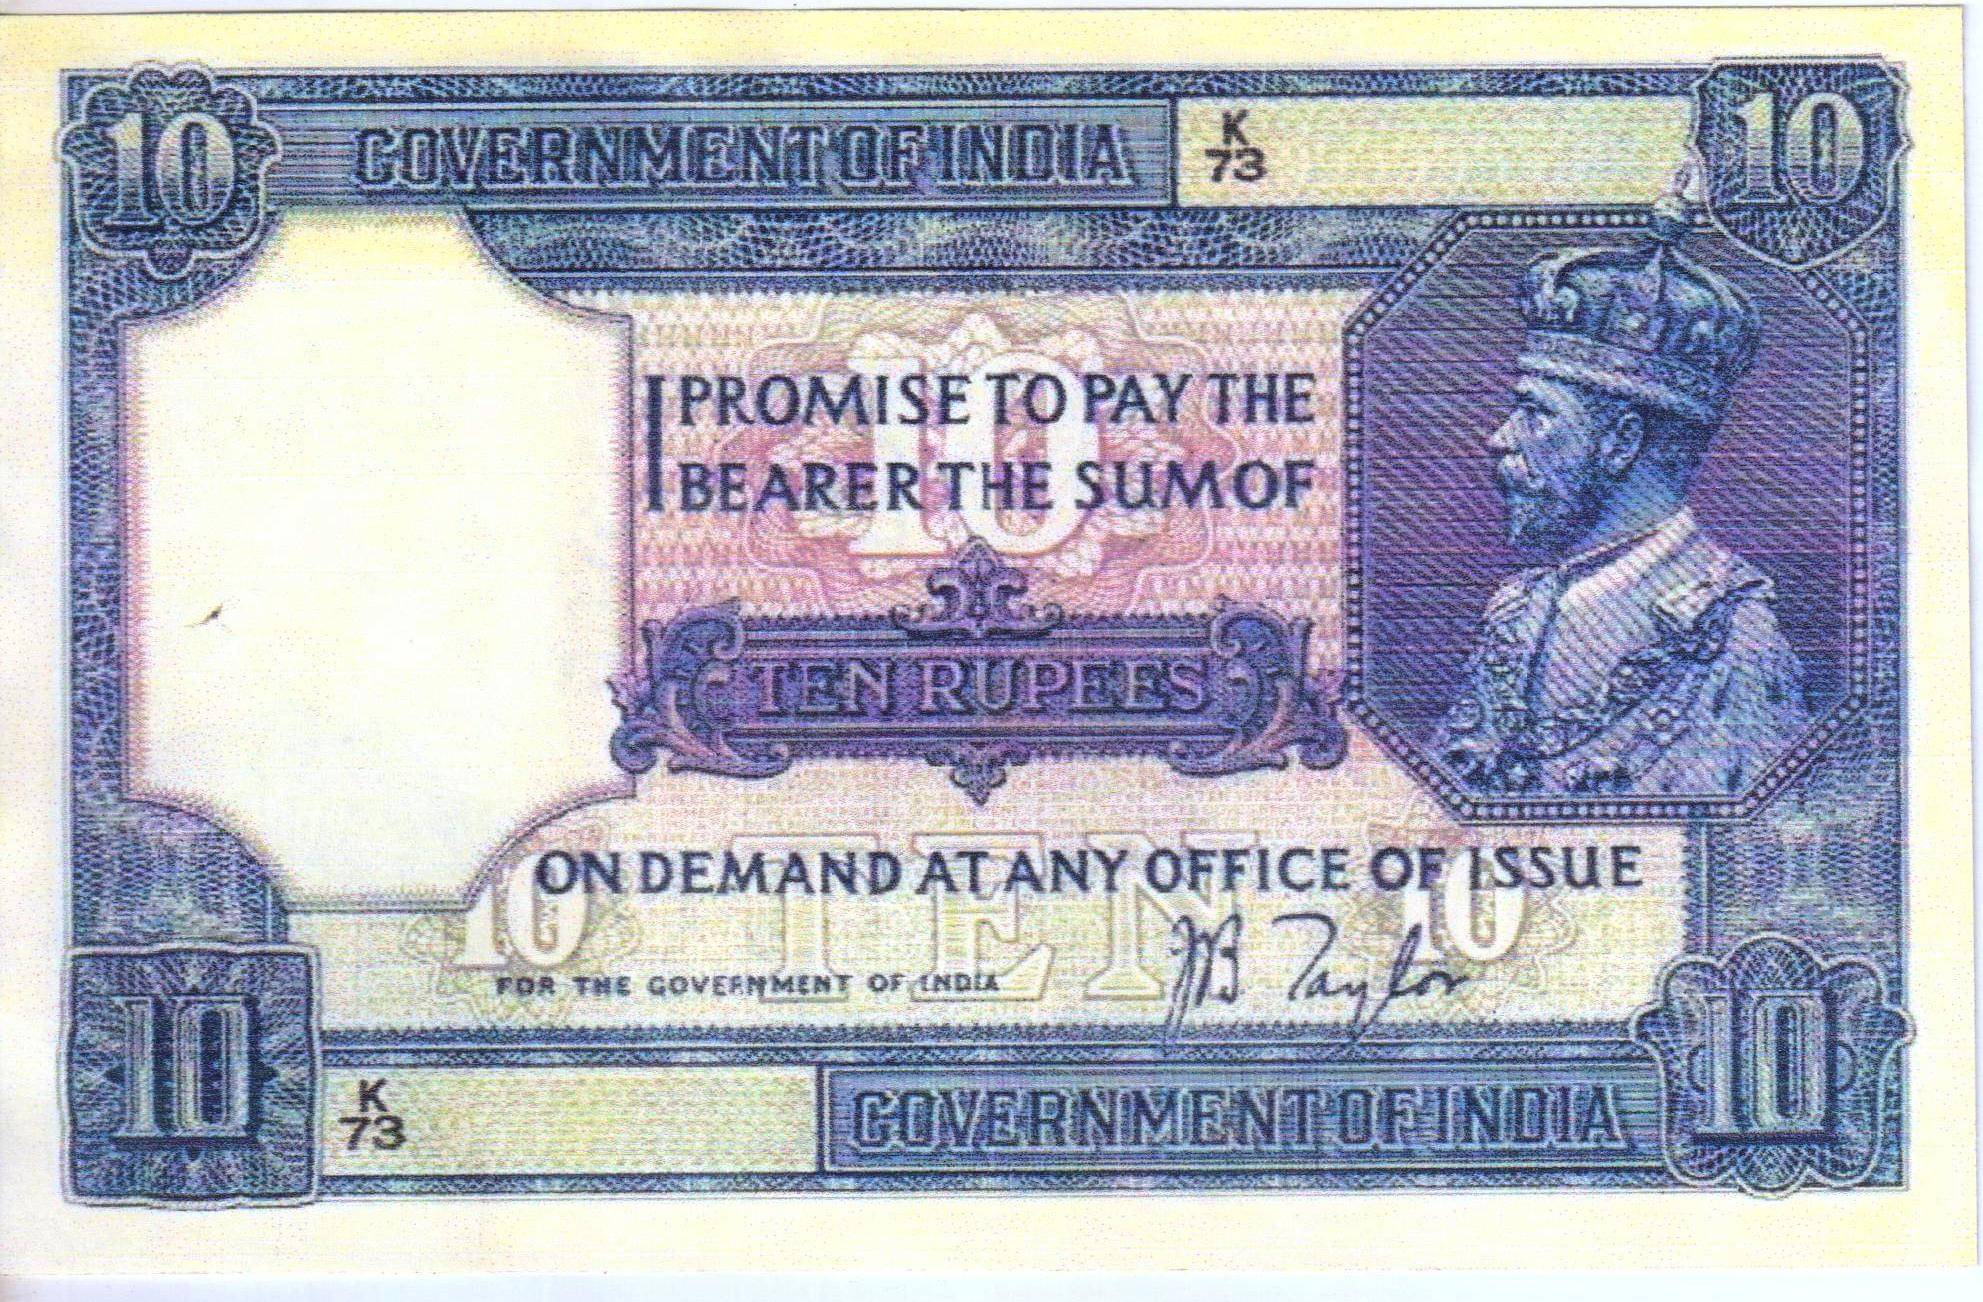 10 GOVERNMENT OF INDIA K 10
73
10
I PROMISE TO PAY THE
BEARER THE SUM OF
TEN RUPEES
TEN
ON DEMAND AT ANY OFFICE OF ISSUE
10 10
FOR THE GOVERNMENT OF INDIA JB Taylor
10 K GOVERNMENT OF INDIA 10
73